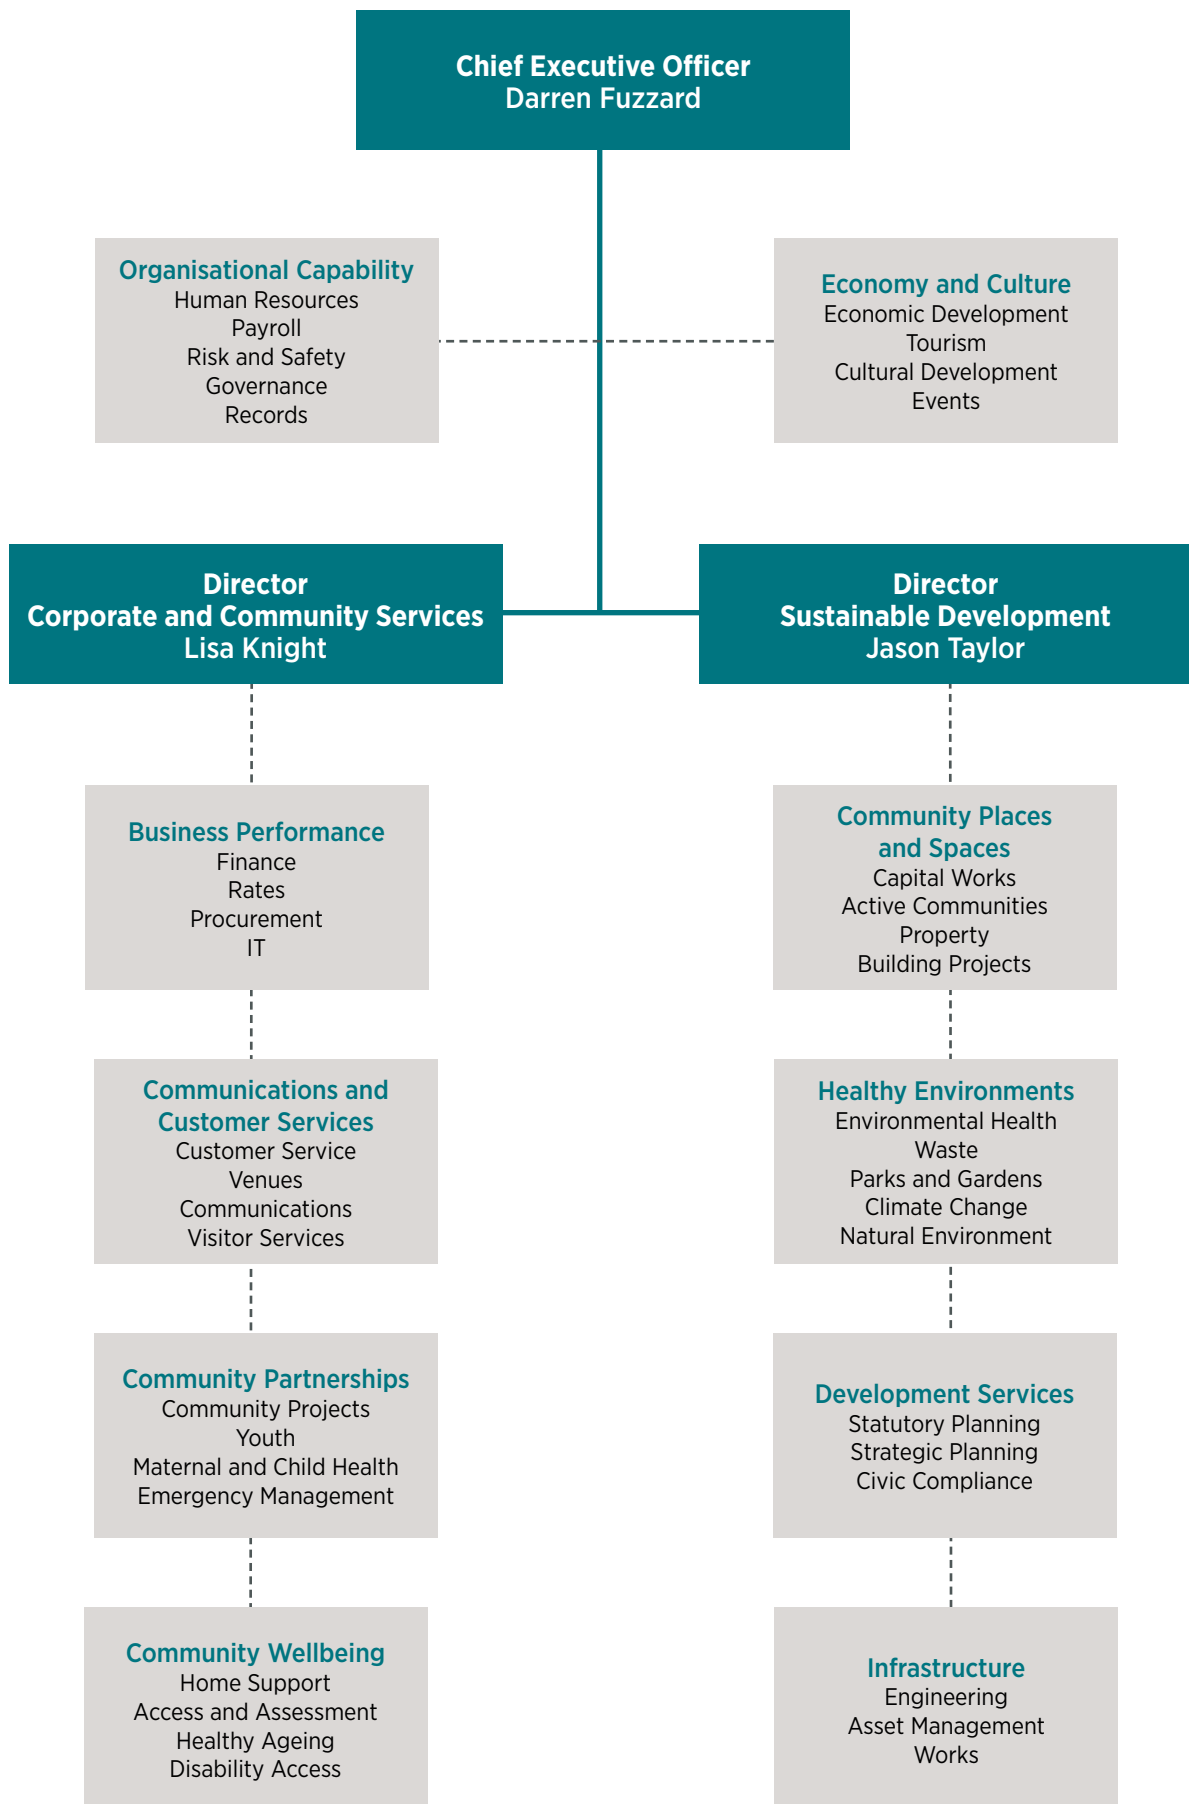 Chief Executive Officer
Darren Fuzzard
Organisational Capability
Human Resources
Payroll
Risk and Safety
Governance
Records
Economy and Culture
Economic Development
Tourism
Cultural Development
Events
Director
Corporate and Community Services
Lisa Knight
Director
Sustainable Development
Jason Taylor
Business Performance
Finance
Rates
Procurement
IT
Community Places
and Spaces
Capital Works
Active Communities
Property
Building Projects
Communications and
Customer Services
Customer Service
Venues
Communications
Visitor Services
Healthy Environments
Environmental Health
Waste
Parks and Gardens
Climate Change
Natural Environment
Community Partnerships
Community Projects
Youth
Maternal and Child Health
Emergency Management
Development Services
Statutory Planning
Strategic Planning
Civic Compliance
Community Wellbeing
Home Support
Access and Assessment
Healthy Ageing
Disability Access
Infrastructure
Engineering
Asset Management
Works